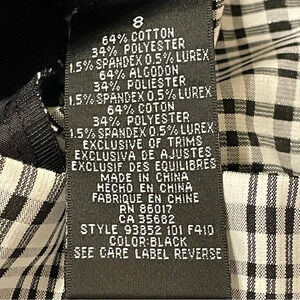 8
64% COTTON
34% POLYESTER
1.5% SPANDEX 0.5% LUREX
64% ALGODON
34% POLIESTER
1.5% SPANDEX 0.5% LUREX
64% COTON
34% POLYESTER
1.5% SPANDEX 0.5% LUREX
EXCLUSIVE OF TRIMS
EXCLUSIVA DE AJUSTES
EXCLUSIF DES EQUILIBRES
MADE IN CHINA
HECHO EN CHINA
FABRIQUE EN CHINE
RN 86017
CA 35682
STYLE 93852 101 F410
COLOR:BLACK
SEE CARE LABEL REVERSE